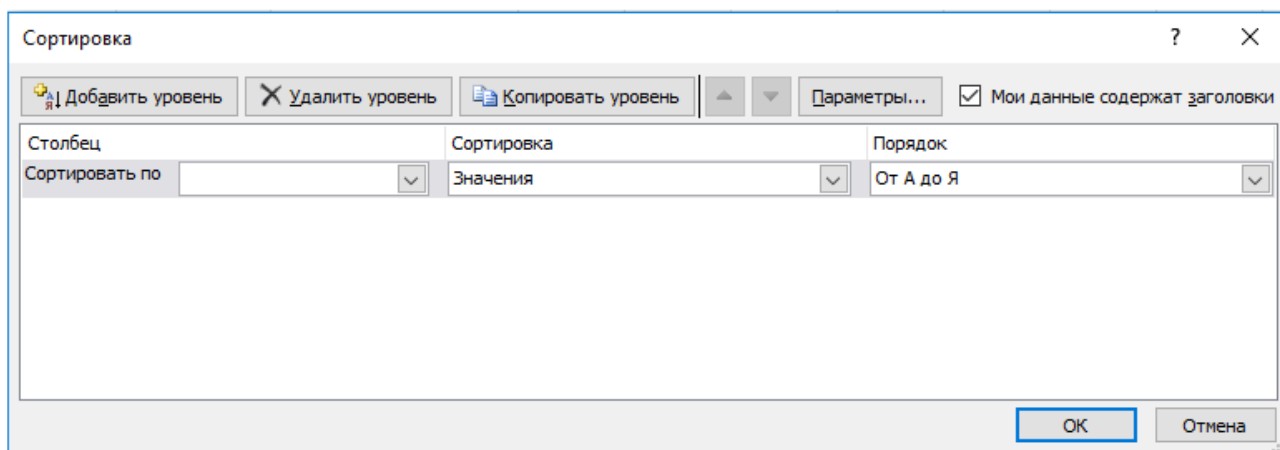 Сортировка ?
Добавить уровень Удалить уровень Копировать уровень Параметры... Мои данные содержат заголовки
Столбец Сортировка Порядок
Сортировать по Значения От А до Я
ОК Отмена